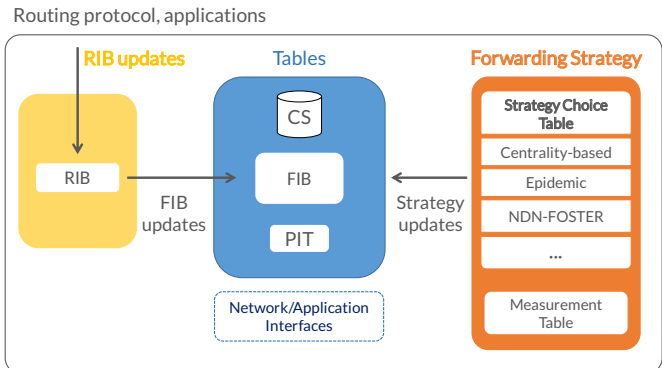 Routing protocol, applications
RIB updates
Tables
Forwarding Strategy
CS
Strategy Choice
Table
Centrality-based
RIB
FIB
Epidemic
FIB
updates
Strategy
updates
NDN-FOSTER
PIT
...
Network/Application
Interfaces
Measurement
Table